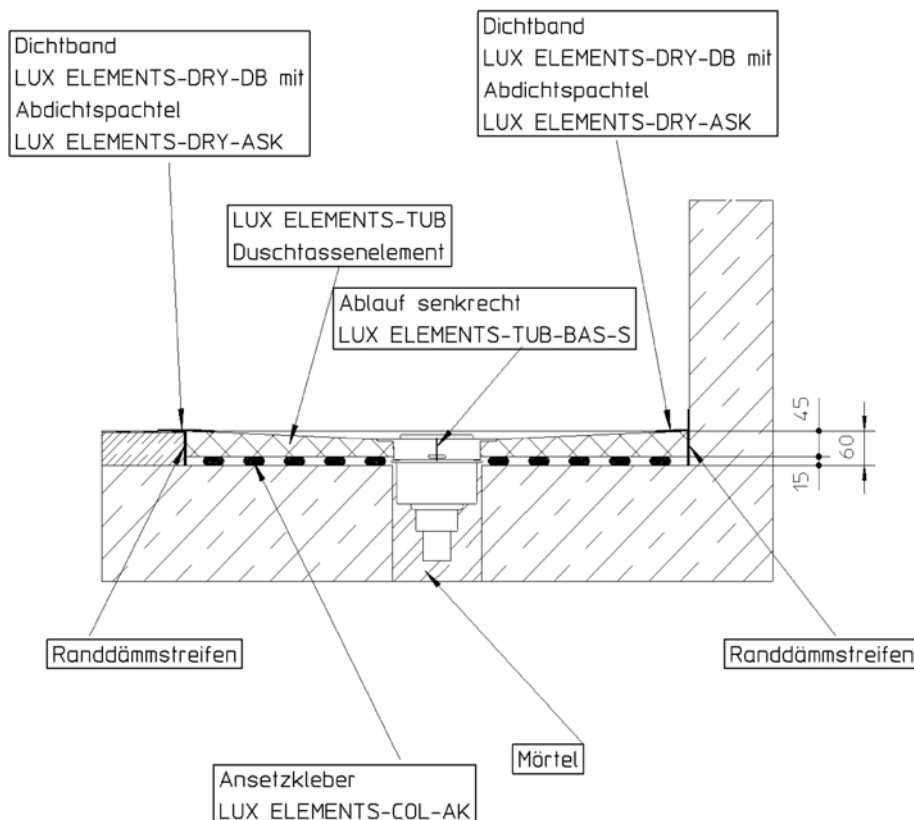 Dichtband
LUX ELEMENTS-DRY-DB mit
Abdichtspachtel
LUX ELEMENTS-DRY-ASK
Dichtband
LUX ELEMENTS-DRY-DB mit
Abdichtspachtel
LUX ELEMENTS-DRY-ASK
LUX ELEMENTS-TUB
Duschtassenelement
Ablauf senkrecht
LUX ELEMENTS-TUB-BAS-S
45
60
15
Randdämmstreifen
Randdämmstreifen
Mörtel
Ansetzkleber
LUX ELEMENTS-COL-AK